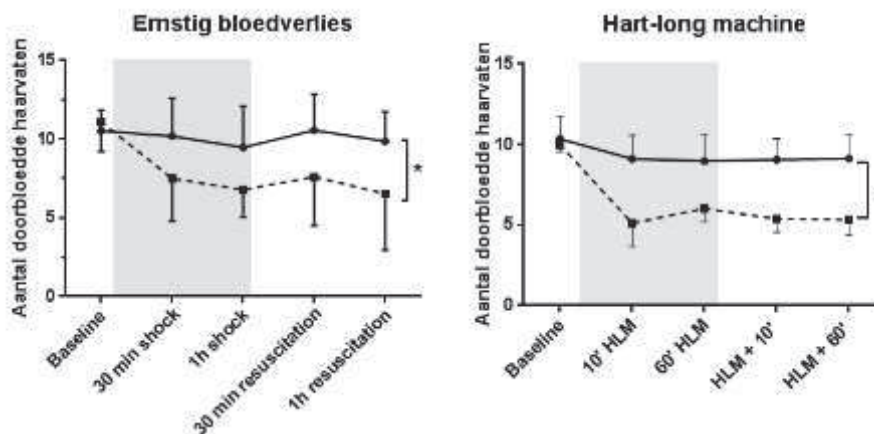 Ernstig bloedverlies
Aantal doorbloedde haarvaten
15
10
5
0
*
Baseline
30 min shock
1h shock
30 min resuscitation
1h resuscitation
Hart-long machine
Aantal doorbloedde haarvaten
15
10
5
0
Baseline
10' HLM
60' HLM
HLM + 10'
HLM + 60'